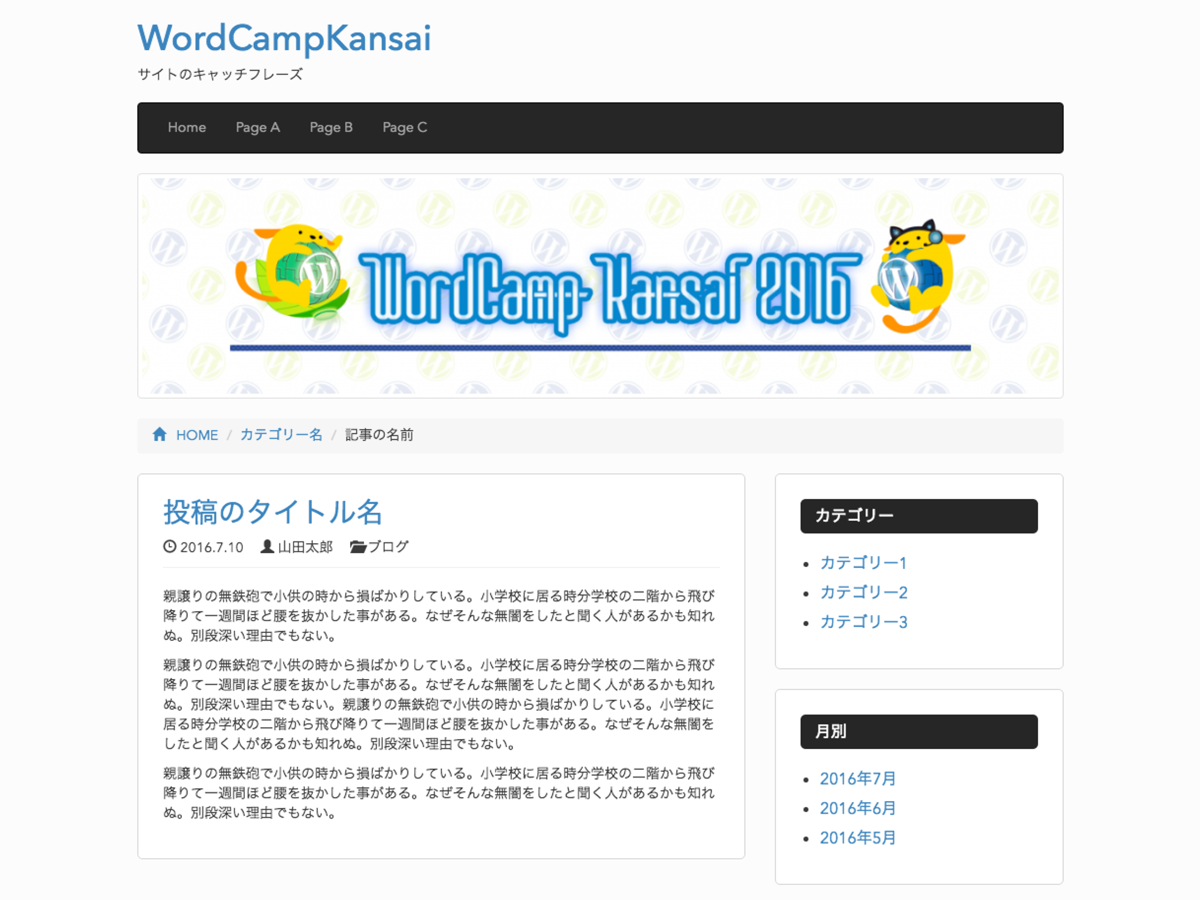 WordCampKansai
サイトのキャッチフレーズ
Home Page A Page B Page C
WordCamp Kansai 2016
HOME / カテゴリー名 / 記事の名前
投稿のタイトル名
2016.7.10 山田太郎 ブログ
親譲りの無鉄砲で小供の時から損ばかりしている。小学校に居る時分学校の二階から飛び
降りて一週間ほど腰を抜かした事がある。なぜそんな無闇をしたと聞く人があるかも知れ
ぬ。別段深い理由でもない。
親譲りの無鉄砲で小供の時から損ばかりしている。小学校に居る時分学校の二階から飛び
降りて一週間ほど腰を抜かした事がある。なぜそんな無闇をしたと聞く人があるかも知れ
ぬ。別段深い理由でもない。親譲りの無鉄砲で小供の時から損ばかりしている。小学校に
居る時分学校の二階から飛び降りて一週間ほど腰を抜かした事がある。なぜそんな無闇を
したと聞く人があるかも知れぬ。別段深い理由でもない。
親譲りの無鉄砲で小供の時から損ばかりしている。小学校に居る時分学校の二階から飛び
降りて一週間ほど腰を抜かした事がある。なぜそんな無闇をしたと聞く人があるかも知れ
ぬ。別段深い理由でもない。
カテゴリー
カテゴリー1
カテゴリー2
カテゴリー3
月別
2016年7月
2016年6月
2016年5月